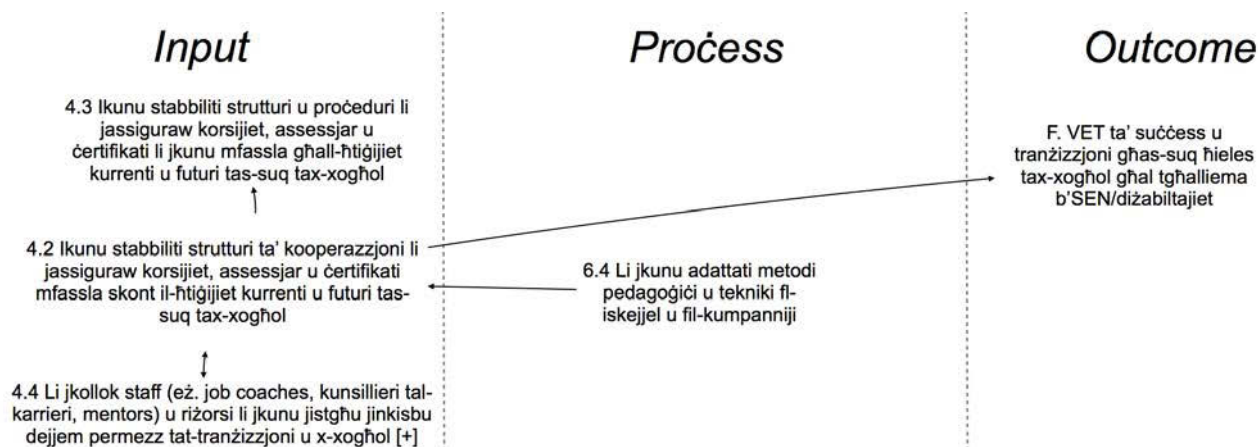 Input
4.3 Ikunu stabbiliti strutturi u proċeduri li
jassiguraw korsijiet, assessjar u
ċertifikati li jkunu mfassla għall-ħtiġijiet
kurrenti u futuri tas-suq tax-xogħol
4.2 Ikunu stabbiliti strutturi ta' kooperazzjoni li
jassiguraw korsijiet, assessjar u ċertifikati
mfassla skont il-ħtiġijiet kurrenti u futuri tas-
suq tax-xogħol
4.4 Li jkollok staff (eż. job coaches, kunsillieri tal-
karrieri, mentors) u riżorsi li jkunu jistgħu jinkisbu
dejjem permezz tat-tranżizzjoni u x-xogħol [+]
Proċess
6.4 Li jkunu adattati metodi
pedagoġiċi u tekniki fl-
iskejjel u fil-kumpanniji
Outcome
F. VET ta' suċċess u
tranżizzjoni għas-suq ħieles
tax-xogħol għal tgħalliema
b'SEN/diżabiltajiet